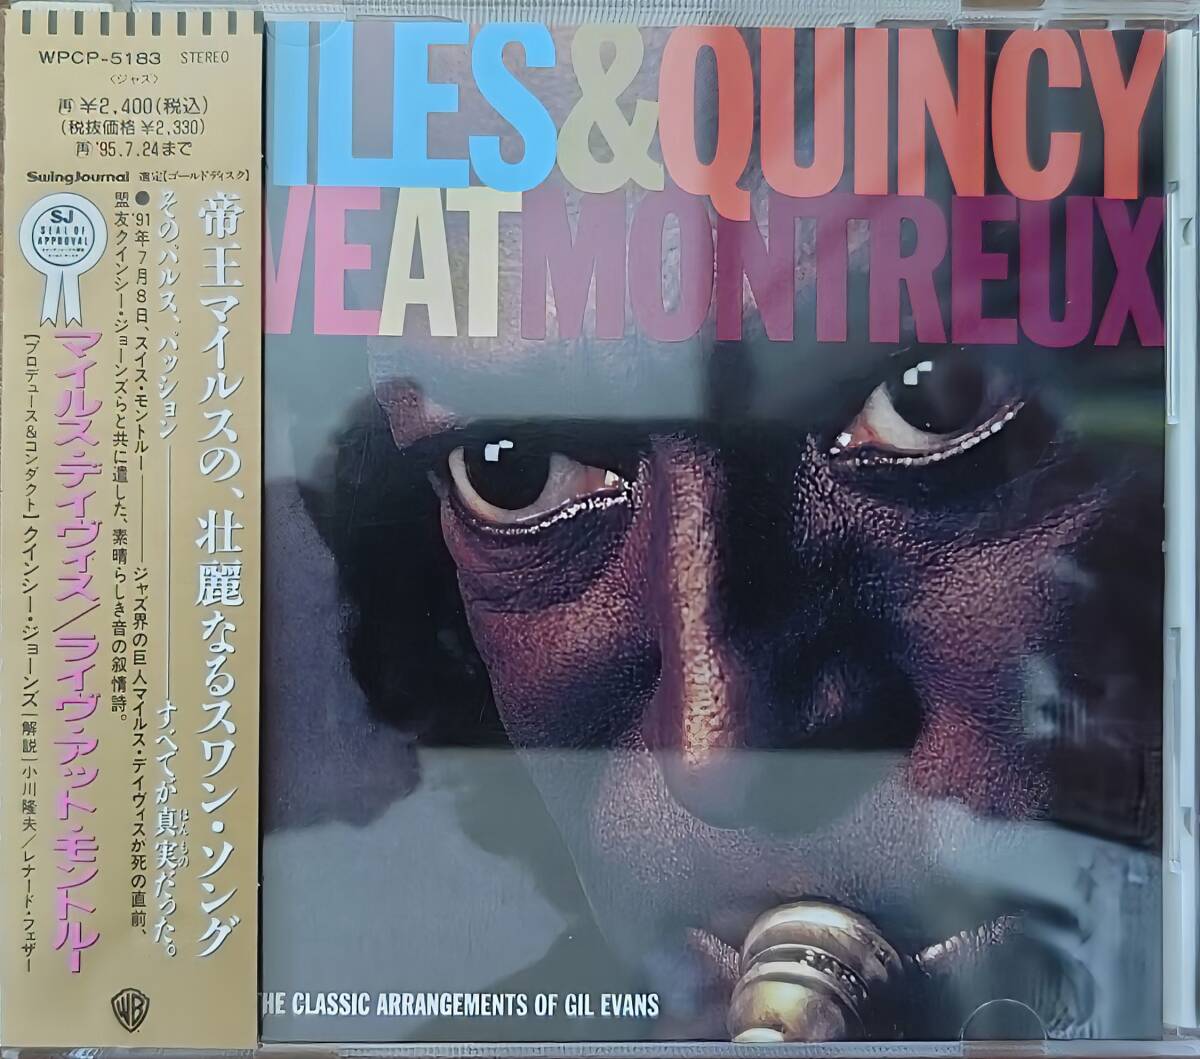 WPCP-5183 STEREO
〈ジャズ〉
再 ¥2,400(税込)
(税抜価格 ¥2,330)
再 '95.7.24まで
SwingJournal 選定【ゴールドディスク】
SJ
SEAL OF
APPROVAL
帝王マイルスの、壮麗なるスワン・ソング
そのパルス、パッション――すべてが真実だった。
ほんもの
●'91年7月8日、スイス・モントルー――ジャズ界の巨人マイルス・デイヴィスが死の直前、
盟友クインシー・ジョーンズらと共に遺した、素晴らしき音の叙情詩。
マイルス・デイヴィス/ライヴ・アット・モントルー
[プロデュース&コンダクト]クインシー・ジョーンズ[解説]小川隆夫/レナード・フェザー
WB
ILES & QUINCY
VE AT MONTREUX
THE CLASSIC ARRANGEMENTS OF GIL EVANS